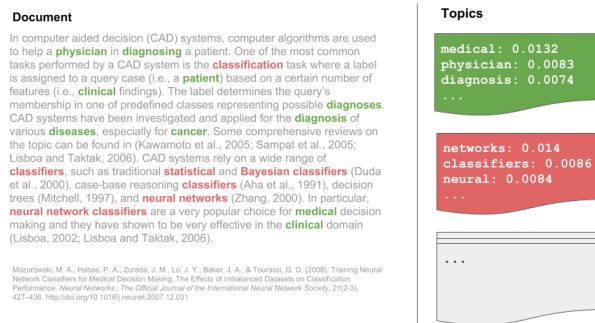 Document
In computer aided decision (CAD) systems, computer algorithms are used
to help a physician in diagnosing a patient. One of the most common
tasks performed by a CAD system is the classification task where a label
is assigned to a query case (i.e., a patient) based on a certain number of
features (i.e., clinical findings). The label determines the query's
membership in one of predefined classes representing possible diagnoses.
CAD systems have been investigated and applied for the diagnosis of
various diseases, especially for cancer. Some comprehensive reviews on
the topic can be found in (Kawamoto et al., 2005; Sampat et al., 2005;
Lisboa and Taktak, 2006). CAD systems rely on a wide range of
classifiers, such as traditional statistical and Bayesian classifiers (Duda
et al., 2000), case-base reasoning classifiers (Aha et al., 1991), decision
trees (Mitchell, 1997), and neural networks (Zhang, 2000). In particular,
neural network classifiers are a very popular choice for medical decision
making and they have shown to be very effective in the clinical domain
(Lisboa, 2002; Lisboa and Taktak, 2006).
Mazurowski, M. A., Habas, P. A., Zurada, J. M., Lo, J. Y., Baker, J. A., & Tourassi, G. D. (2008). Training Neural
Network Classifiers for Medical Decision Making: The Effects of Imbalanced Datasets on Classification
Performance. Neural Networks : The Official Journal of the International Neural Network Society, 21(2-3),
427–436. http://doi.org/10.1016/j.neunet.2007.12.031
Topics
medical: 0.0132
physician: 0.0083
diagnosis: 0.0074
...
networks: 0.014
classifiers: 0.0086
neural: 0.0084
...
...